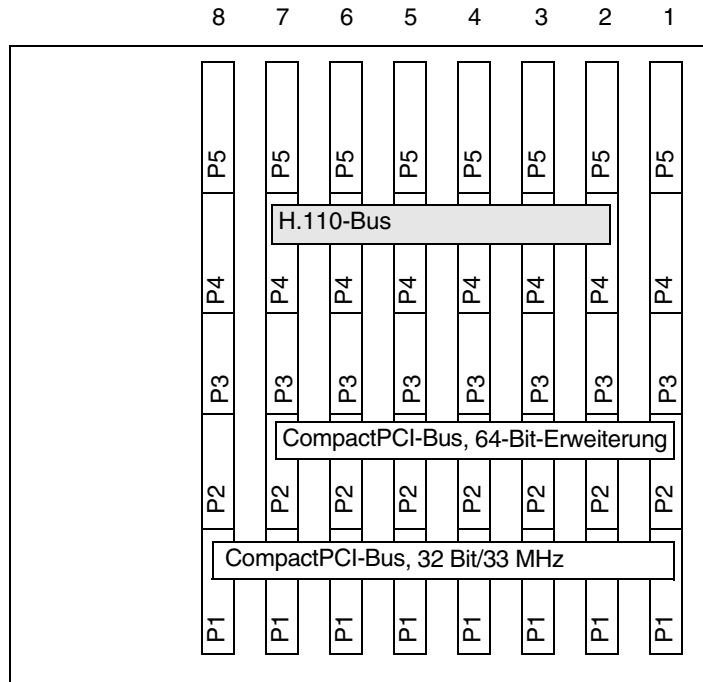 8 7 6 5 4 3 2 1
P5 P5 P5 P5 P5 P5 P5 P5
H.110-Bus
P4 P4 P4 P4 P4 P4 P4 P4
P3 P3 P3 P3 P3 P3 P3 P3
CompactPCI-Bus, 64-Bit-Erweiterung
P2 P2 P2 P2 P2 P2 P2 P2
CompactPCI-Bus, 32 Bit/33 MHz
P1 P1 P1 P1 P1 P1 P1 P1